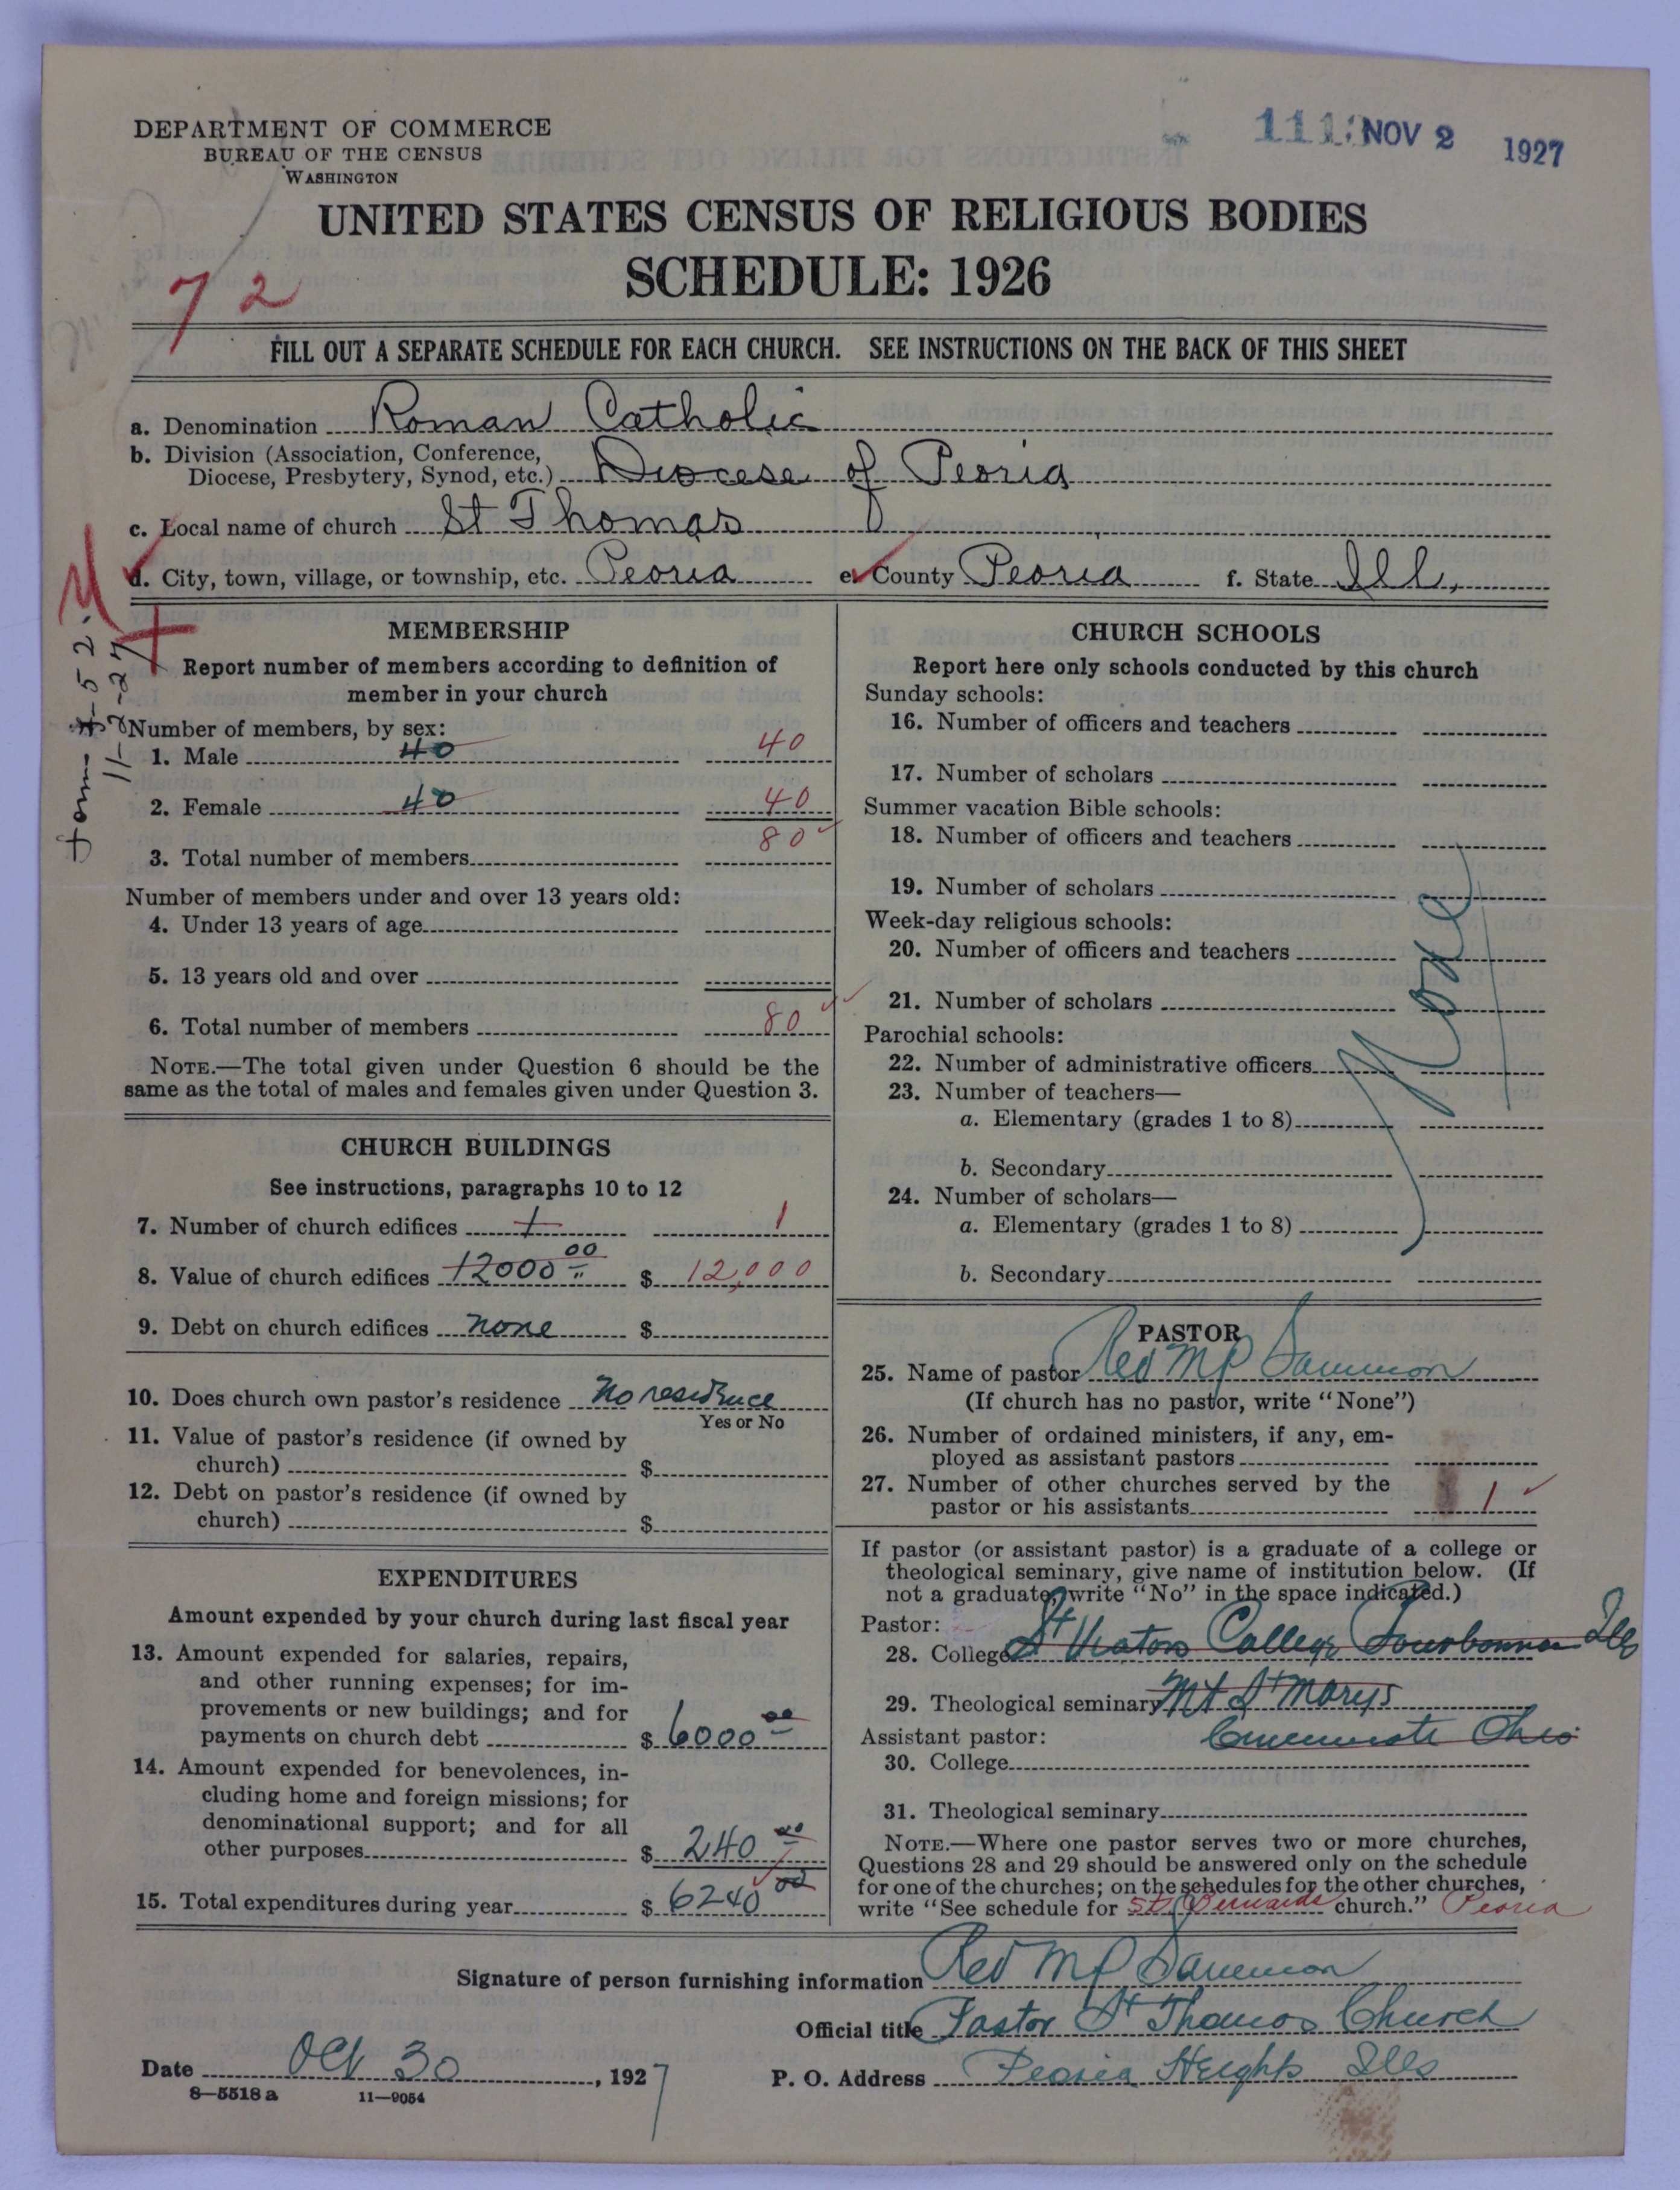 DEPARTMENT OF COMMERCE
BUREAU OF THE CENSUS
WASHINGTON
NOV 2 1927
UNITED STATES CENSUS OF RELIGIOUS BODIES
SCHEDULE: 1926
72
FILL OUT A SEPARATE SCHEDULE FOR EACH CHURCH. SEE INSTRUCTIONS ON THE BACK OF THIS SHEET
a. Denomination Roman Catholic
b. Division (Association, Conference,
Diocese, Presbytery, Synod, etc.) Diocese of Peoria
c. Local name of church St Thomas
d. City, town, village, or township, etc. Peoria e. County Peoria f. State Ill.
11-2-27
MEMBERSHIP
Report number of members according to definition of
member in your church
Number of members, by sex:
1. Male 40 40
2. Female 40 40
3. Total number of members 80
Number of members under and over 13 years old:
4. Under 13 years of age
5. 13 years old and over
6. Total number of members 80
NOTE.—The total given under Question 6 should be the
same as the total of males and females given under Question 3.
CHURCH BUILDINGS
See instructions, paragraphs 10 to 12
7. Number of church edifices 1 1
8. Value of church edifices 12000 00 $ 12,000
9. Debt on church edifices none $
10. Does church own pastor's residence No residence
Yes or No
11. Value of pastor's residence (if owned by
church) $
12. Debt on pastor's residence (if owned by
church) $
EXPENDITURES
Amount expended by your church during last fiscal year
13. Amount expended for salaries, repairs,
and other running expenses; for im-
provements or new buildings; and for
payments on church debt $ 6000 00
14. Amount expended for benevolences, in-
cluding home and foreign missions; for
denominational support; and for all
other purposes $ 240 00
15. Total expenditures during year $ 6240 00
CHURCH SCHOOLS
Report here only schools conducted by this church
Sunday schools:
16. Number of officers and teachers
17. Number of scholars
Summer vacation Bible schools:
18. Number of officers and teachers
19. Number of scholars
Week-day religious schools:
20. Number of officers and teachers
21. Number of scholars
Parochial schools:
22. Number of administrative officers
23. Number of teachers—
a. Elementary (grades 1 to 8)
b. Secondary
24. Number of scholars—
a. Elementary (grades 1 to 8)
b. Secondary
None
PASTOR
25. Name of pastor Rev M P Sammon
(If church has no pastor, write "None")
26. Number of ordained ministers, if any, em-
ployed as assistant pastors
27. Number of other churches served by the
pastor or his assistants 1
If pastor (or assistant pastor) is a graduate of a college or
theological seminary, give name of institution below. (If
not a graduate, write "No" in the space indicated.)
Pastor:
28. College St Viators College Bourbonnais Ills
29. Theological seminary Mt St Marys
Cincinnati Ohio
Assistant pastor:
30. College
31. Theological seminary
NOTE.—Where one pastor serves two or more churches,
Questions 28 and 29 should be answered only on the schedule
for one of the churches; on the schedules for the other churches,
write "See schedule for St. Bernards church." Peoria
Signature of person furnishing information Rev M P Sammon
Official title Pastor St Thomas Church
Date Oct 30, 1927 P. O. Address Peoria Heights Ills
8—5518 a 11—9054